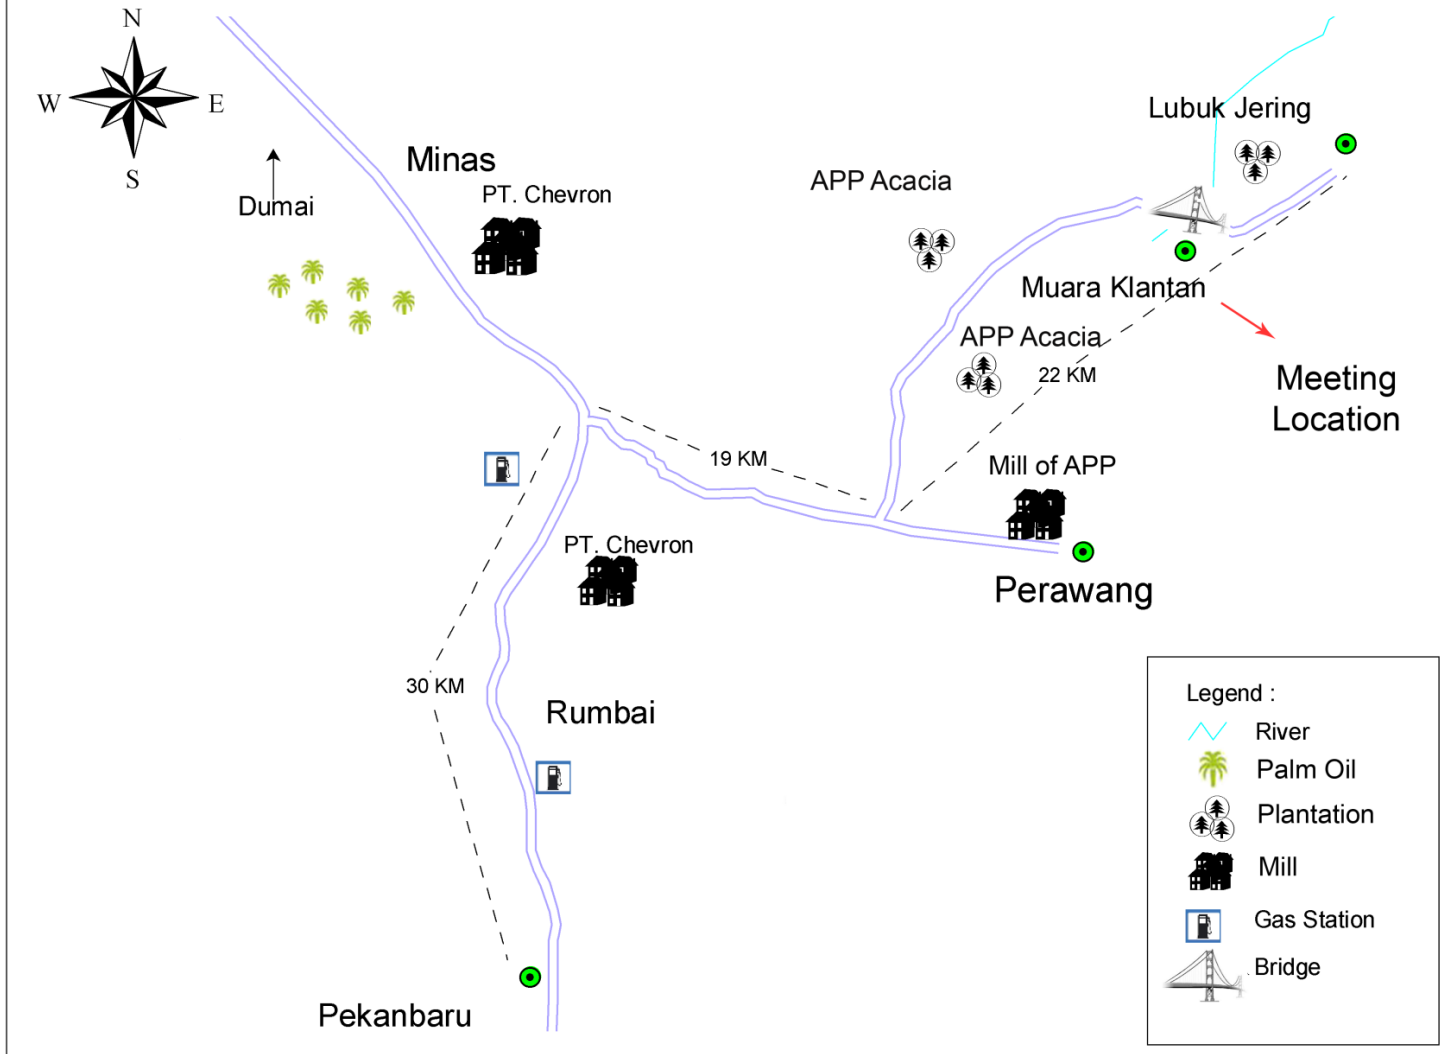 N
W
E
S
Dumai
Minas
PT. Chevron
APP Acacia
Lubuk Jering
Muara Klantan
APP Acacia
22 KM
Meeting
Location
19 KM
Mill of APP
PT. Chevron
Perawang
30 KM
Rumbai
Pekanbaru
Legend :
River
Palm Oil
Plantation
Mill
Gas Station
Bridge